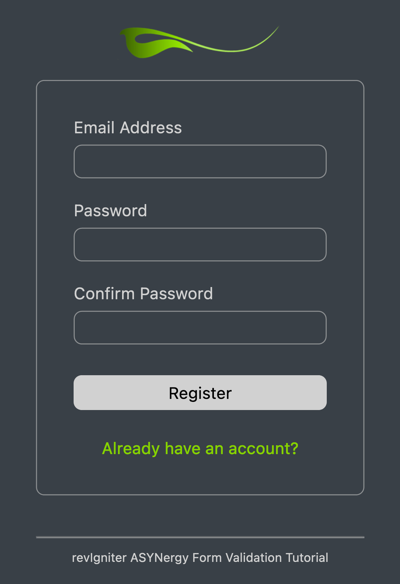 Email Address
Password
Confirm Password
Register
Already have an account?
revIgniter ASYNergy Form Validation Tutorial